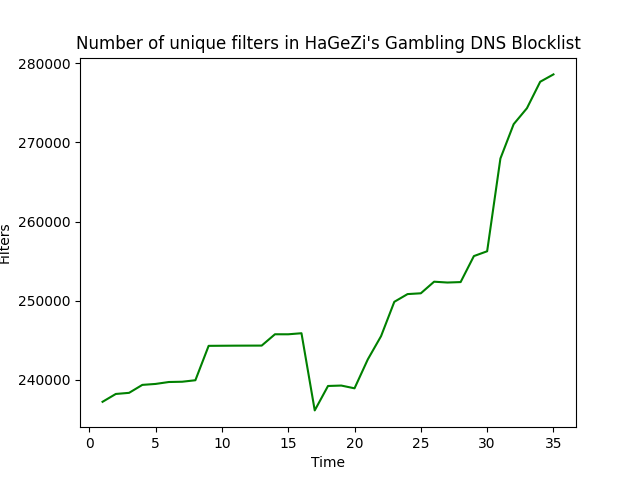 Number of unique filters in HaGeZi's Gambling DNS Blocklist
280000
270000
260000
250000
240000
Filters
0 5 10 15 20 25 30 35
Time